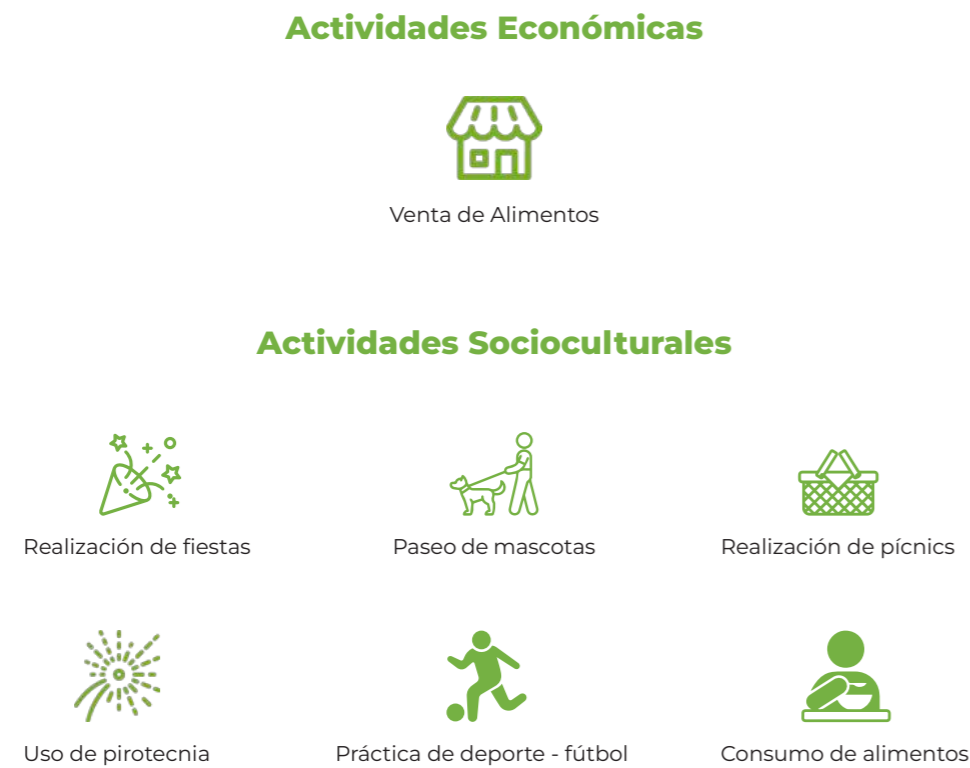 Actividades Económicas
Venta de Alimentos
Actividades Socioculturales
Realización de fiestas
Paseo de mascotas
Realización de pícnics
Uso de pirotecnia
Práctica de deporte - fútbol
Consumo de alimentos